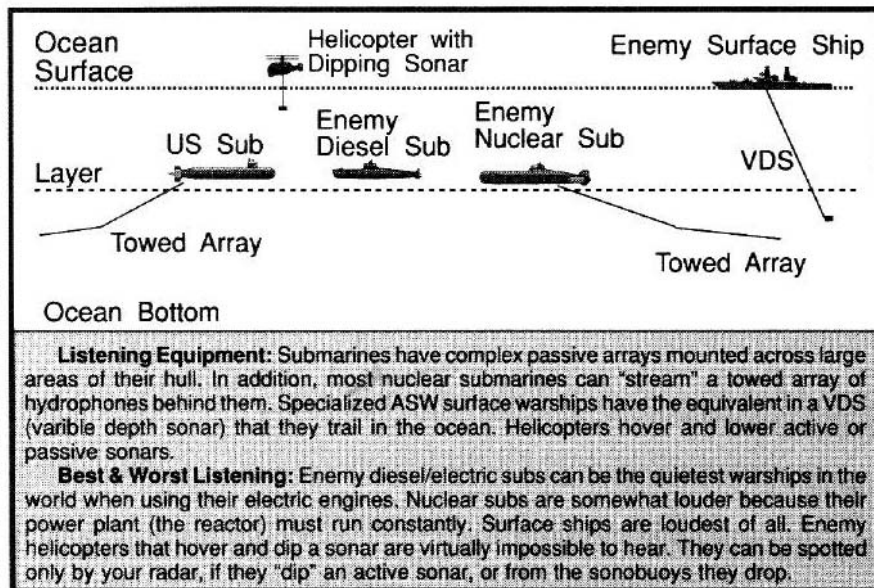 Ocean Surface
Helicopter with Dipping Sonar
Enemy Surface Ship
US Sub
Enemy Diesel Sub
Enemy Nuclear Sub
VDS
Layer
Towed Array
Towed Array
Ocean Bottom
Listening Equipment: Submarines have complex passive arrays mounted across large
areas of their hull. In addition, most nuclear submarines can "stream" a towed array of
hydrophones behind them. Specialized ASW surface warships have the equivalent in a VDS
(varible depth sonar) that they trail in the ocean. Helicopters hover and lower active or
passive sonars.
Best & Worst Listening: Enemy diesel/electric subs can be the quietest warships in the
world when using their electric engines. Nuclear subs are somewhat louder because their
power plant (the reactor) must run constantly. Surface ships are loudest of all. Enemy
helicopters that hover and dip a sonar are virtually impossible to hear. They can be spotted
only by your radar, if they "dip" an active sonar, or from the sonobuoys they drop.